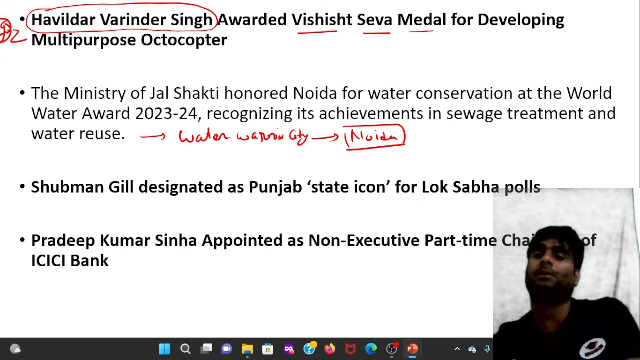 • Havildar Varinder Singh Awarded Vishisht Seva Medal for Developing
Multipurpose Octocopter
• The Ministry of Jal Shakti honored Noida for water conservation at the World
Water Award 2023-24, recognizing its achievements in sewage treatment and
water reuse. → water warrior city → Noida
• Shubman Gill designated as Punjab ‘state icon’ for Lok Sabha polls
• Pradeep Kumar Sinha Appointed as Non-Executive Part-time of
ICICI Bank